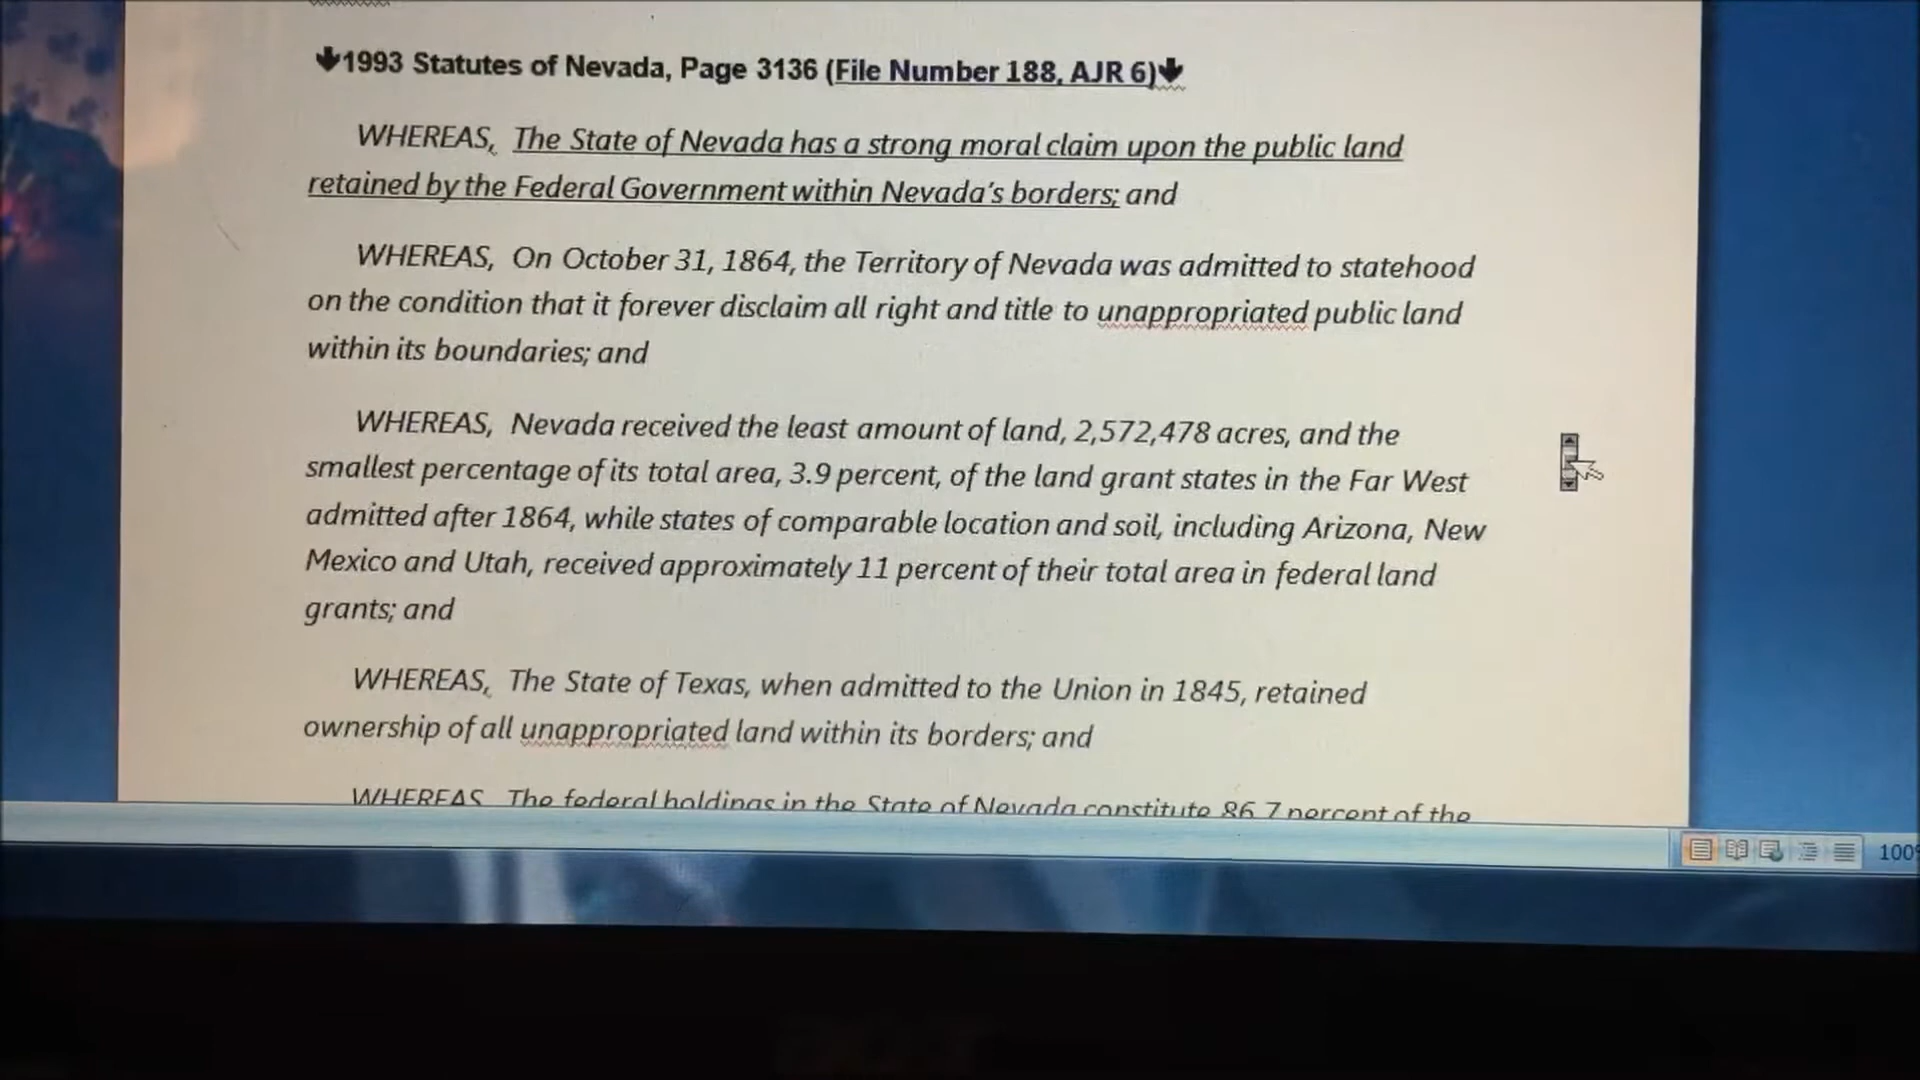 🡇1993 Statutes of Nevada, Page 3136 (File Number 188, AJR 6)🡇
WHEREAS, The State of Nevada has a strong moral claim upon the public land
retained by the Federal Government within Nevada's borders; and
WHEREAS, On October 31, 1864, the Territory of Nevada was admitted to statehood
on the condition that it forever disclaim all right and title to unappropriated public land
within its boundaries; and
WHEREAS, Nevada received the least amount of land, 2,572,478 acres, and the
smallest percentage of its total area, 3.9 percent, of the land grant states in the Far West
admitted after 1864, while states of comparable location and soil, including Arizona, New
Mexico and Utah, received approximately 11 percent of their total area in federal land
grants; and
WHEREAS, The State of Texas, when admitted to the Union in 1845, retained
ownership of all unappropriated land within its borders; and
WHEREAS The federal holdings in the State of Nevada constitute 86.7 percent of the
100%